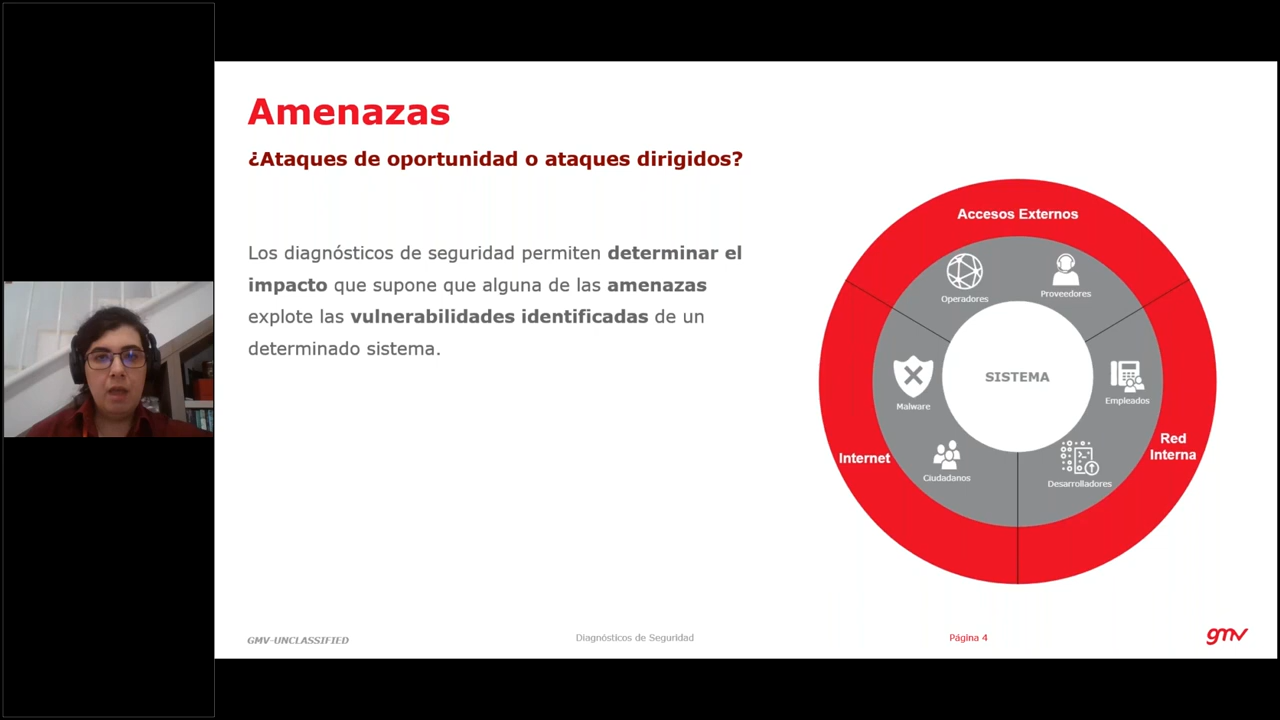 Amenazas
¿Ataques de oportunidad o ataques dirigidos?
Los diagnósticos de seguridad permiten determinar el
impacto que supone que alguna de las amenazas
explote las vulnerabilidades identificadas de un
determinado sistema.
Accesos Externos
Operadores
Proveedores
Malware
SISTEMA
Empleados
Internet
Red
Interna
Ciudadanos
Desarrolladores
GMV-UNCLASSIFIED
Diagnósticos de Seguridad
Página 4
gmv